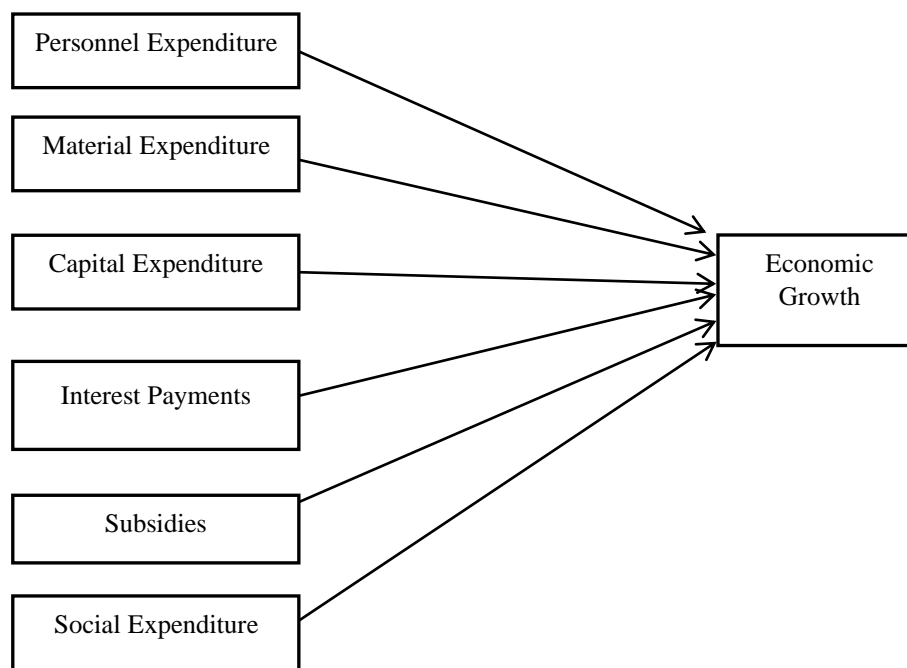 Personnel Expenditure
Material Expenditure
Capital Expenditure
Economic
Growth
Interest Payments
Subsidies
Social Expenditure